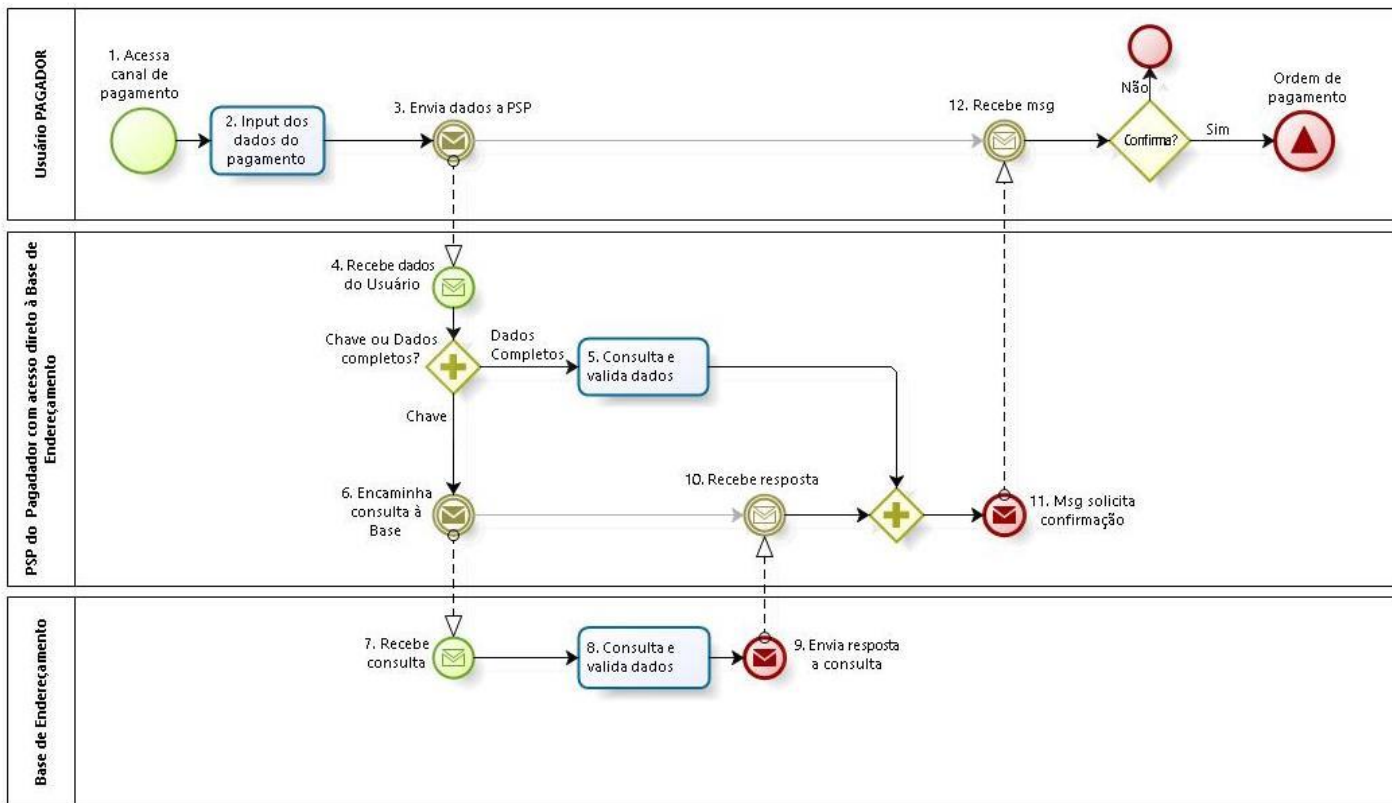 Usuário PAGADOR
1. Acessa
canal de
pagamento
2. Input dos
dados do
pagamento
3. Envia dados a PSP
12. Recebe msg
Não
Confirma?
Sim
Ordem de
pagamento
PSP do Pagadador com acesso direto à Base de
Endereçamento
4. Recebe dados
do Usuário
Chave ou Dados
completos?
Dados
Completos
5. Consulta e
valida dados
Chave
6. Encaminha
consulta à
Base
10. Recebe resposta
11. Msg solicita
confirmação
Base de Endereçamento
7. Recebe
consulta
8. Consulta e
valida dados
9. Envia resposta
a consulta